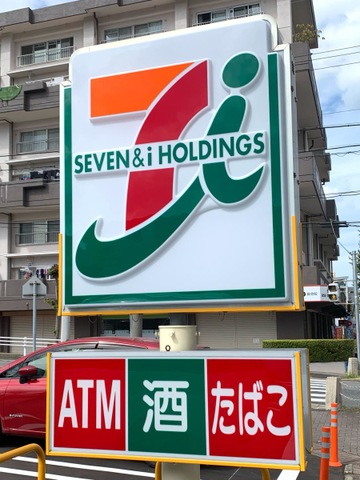 SEVEN & i HOLDINGS
ATM 酒 たばこ